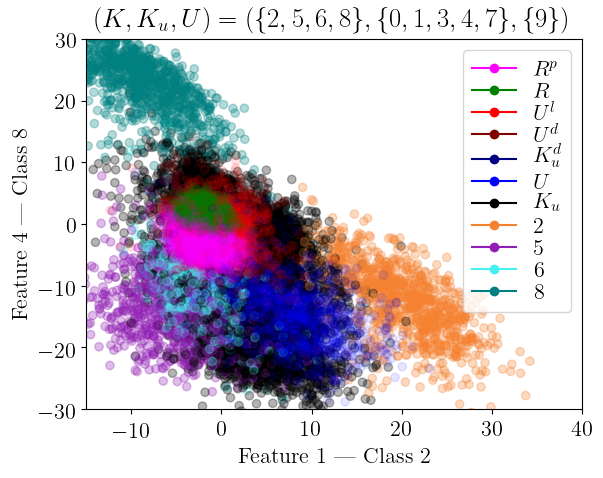 (K, K_u, U) = ({2, 5, 6, 8}, {0, 1, 3, 4, 7}, {9})
30
20
10
0
−10
−20
−30
Feature 4 — Class 8
R^p
R
U^l
U^d
K_u^d
U
K_u
2
5
6
8
−10
0
10
20
30
40
Feature 1 — Class 2